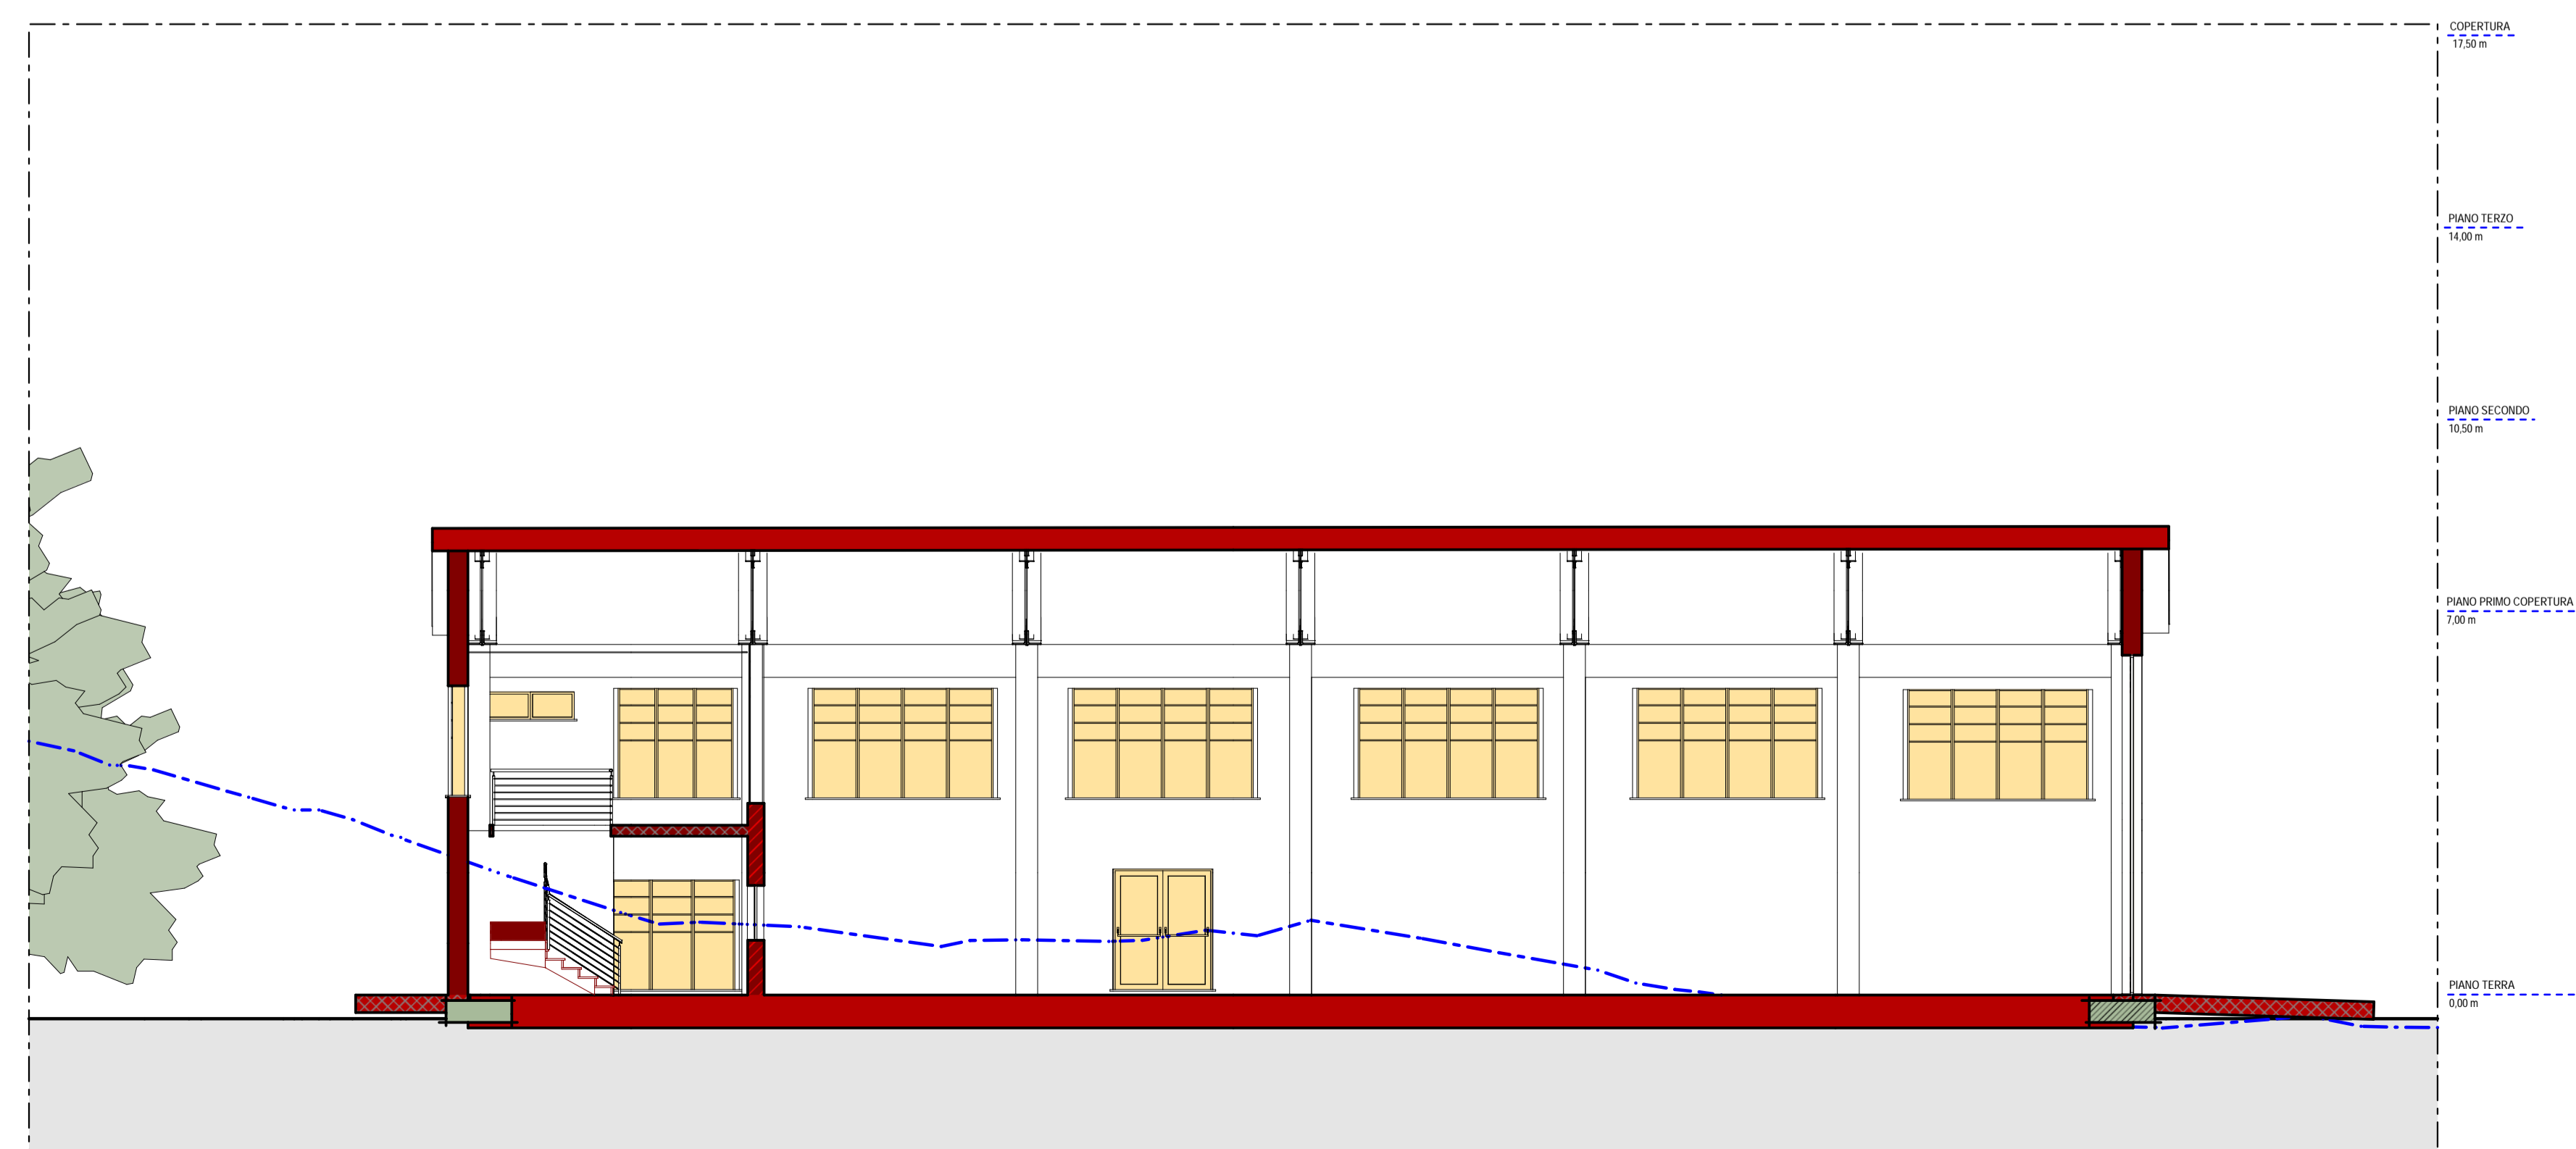 COPERTURA
17,50 m
PIANO TERZO
14,00 m
PIANO SECONDO
10,50 m
PIANO PRIMO COPERTURA
7,00 m
PIANO TERRA
0,00 m